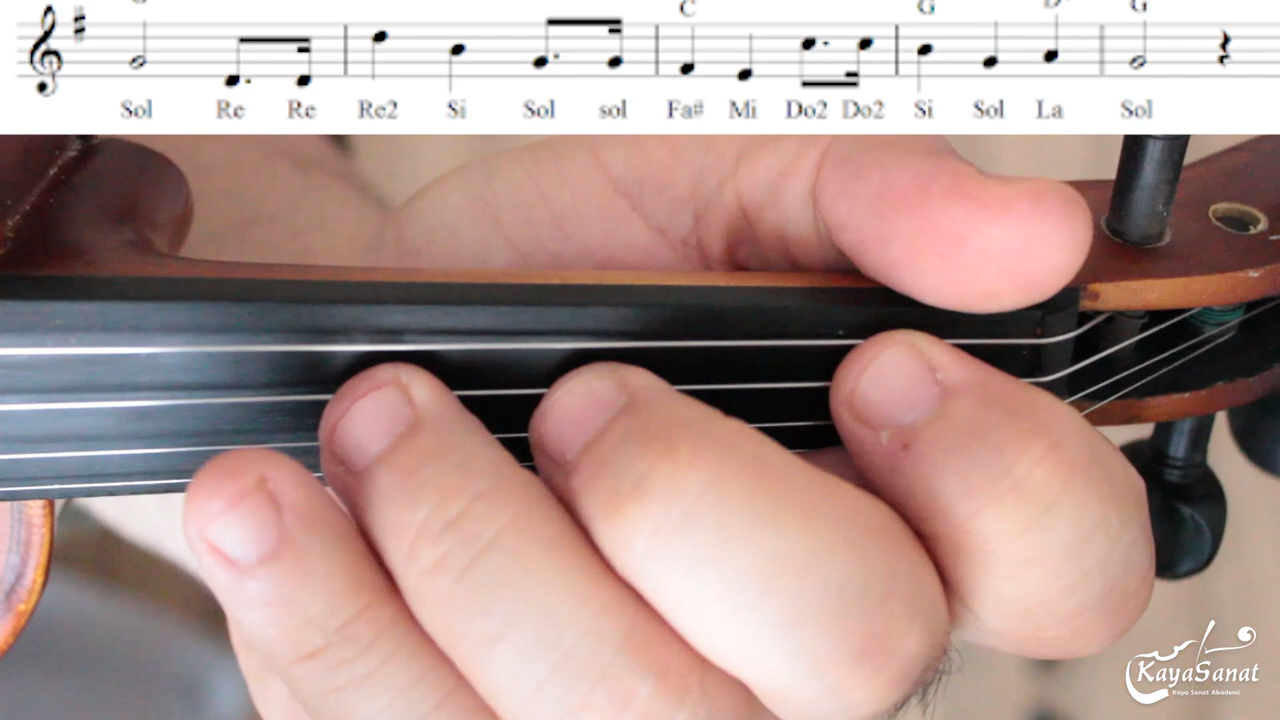 C G D G
Sol Re Re Re2 Si Sol sol Fa# Mi Do2 Do2 Si Sol La Sol
KayaSanat
Kaya Sanat Akademi